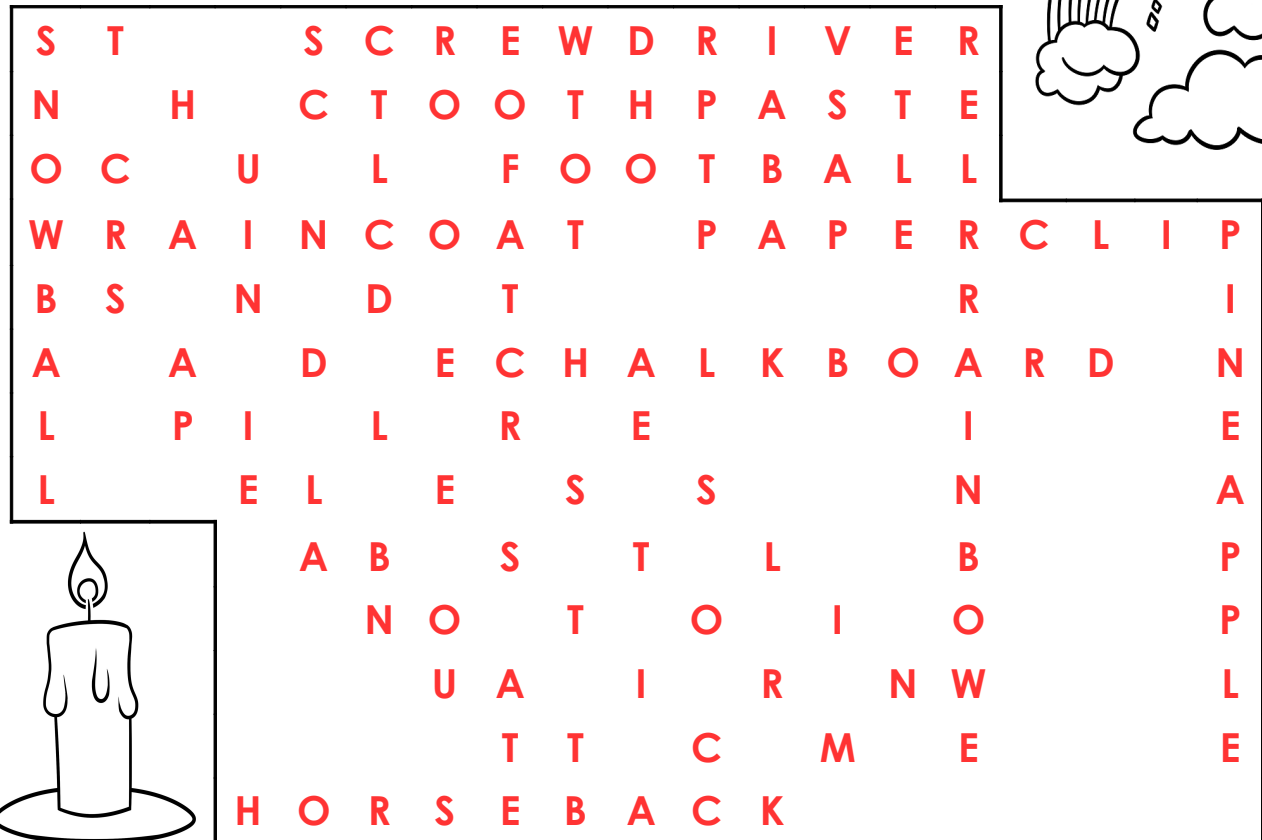 S T S C R E W D R I V E R
N H C T O O T H P A S T E
O C U L F O O T B A L L
W R A I N C O A T P A P E R C L I P
B S N D T R I
A A D E C H A L K B O A R D N
L P I L R E I E
L E L E S S N A
A B S T L B P
N O T O I O P
U A I R N W L
T T C M E E
H O R S E B A C K